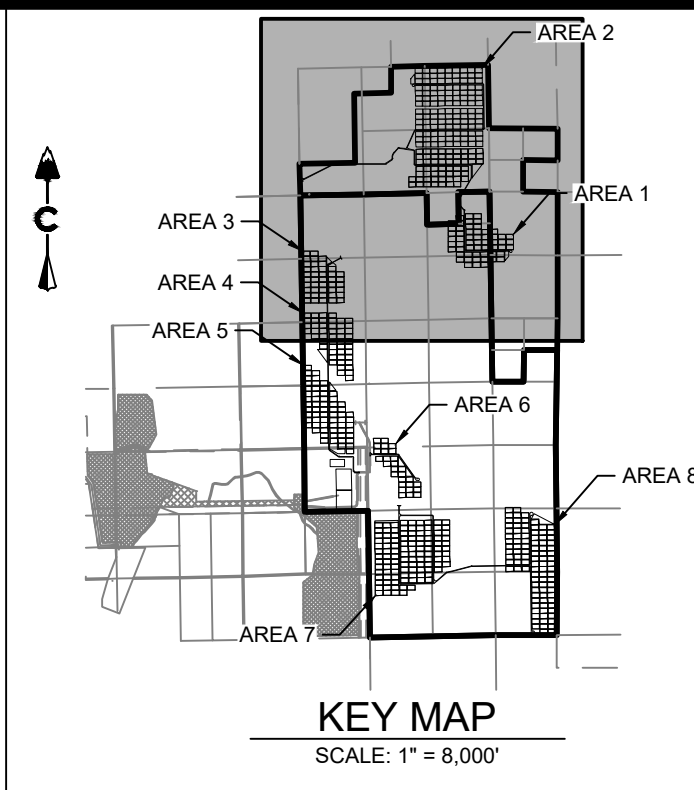 AREA 2
AREA 1
AREA 3
AREA 4
AREA 5
AREA 6
AREA 8
AREA 7
C
KEY MAP
SCALE: 1" = 8,000'